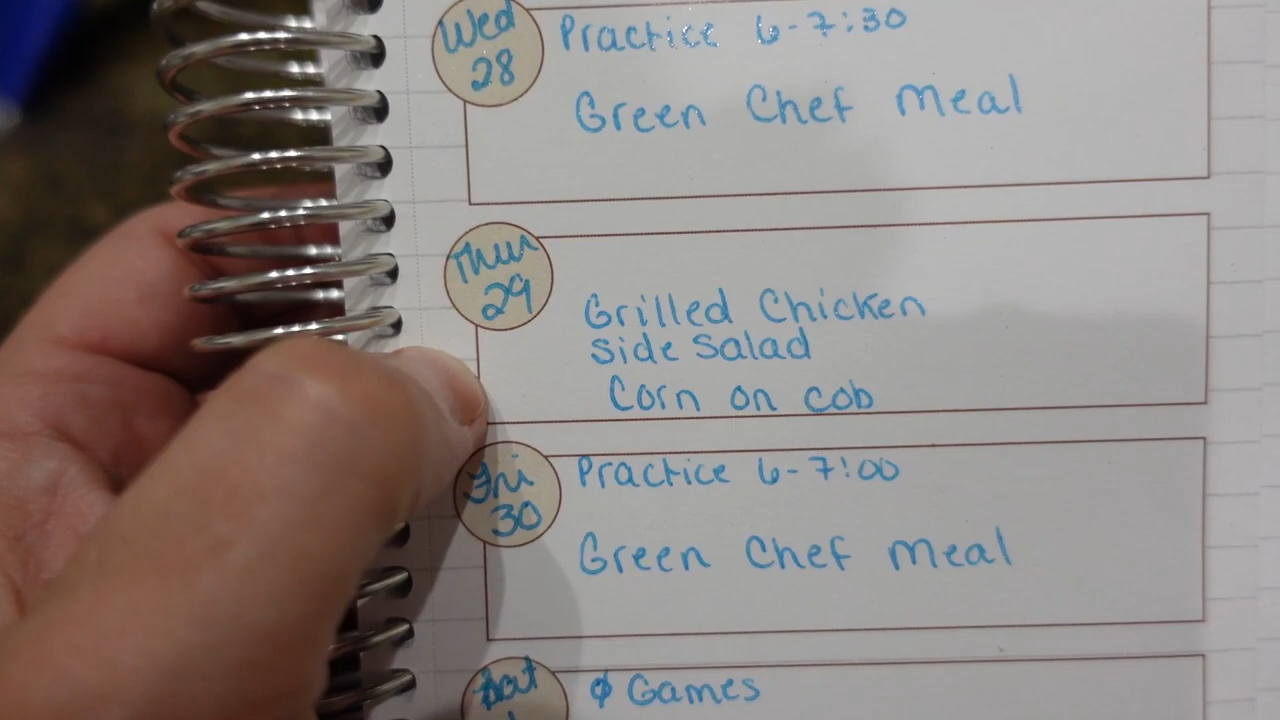 Wed
28
Practice 6-7:30
Green Chef Meal
Thur
29
Grilled Chicken
Side Salad
Corn on cob
Fri
30
Practice 6-7:00
Green Chef Meal
Sat
ϕ Games